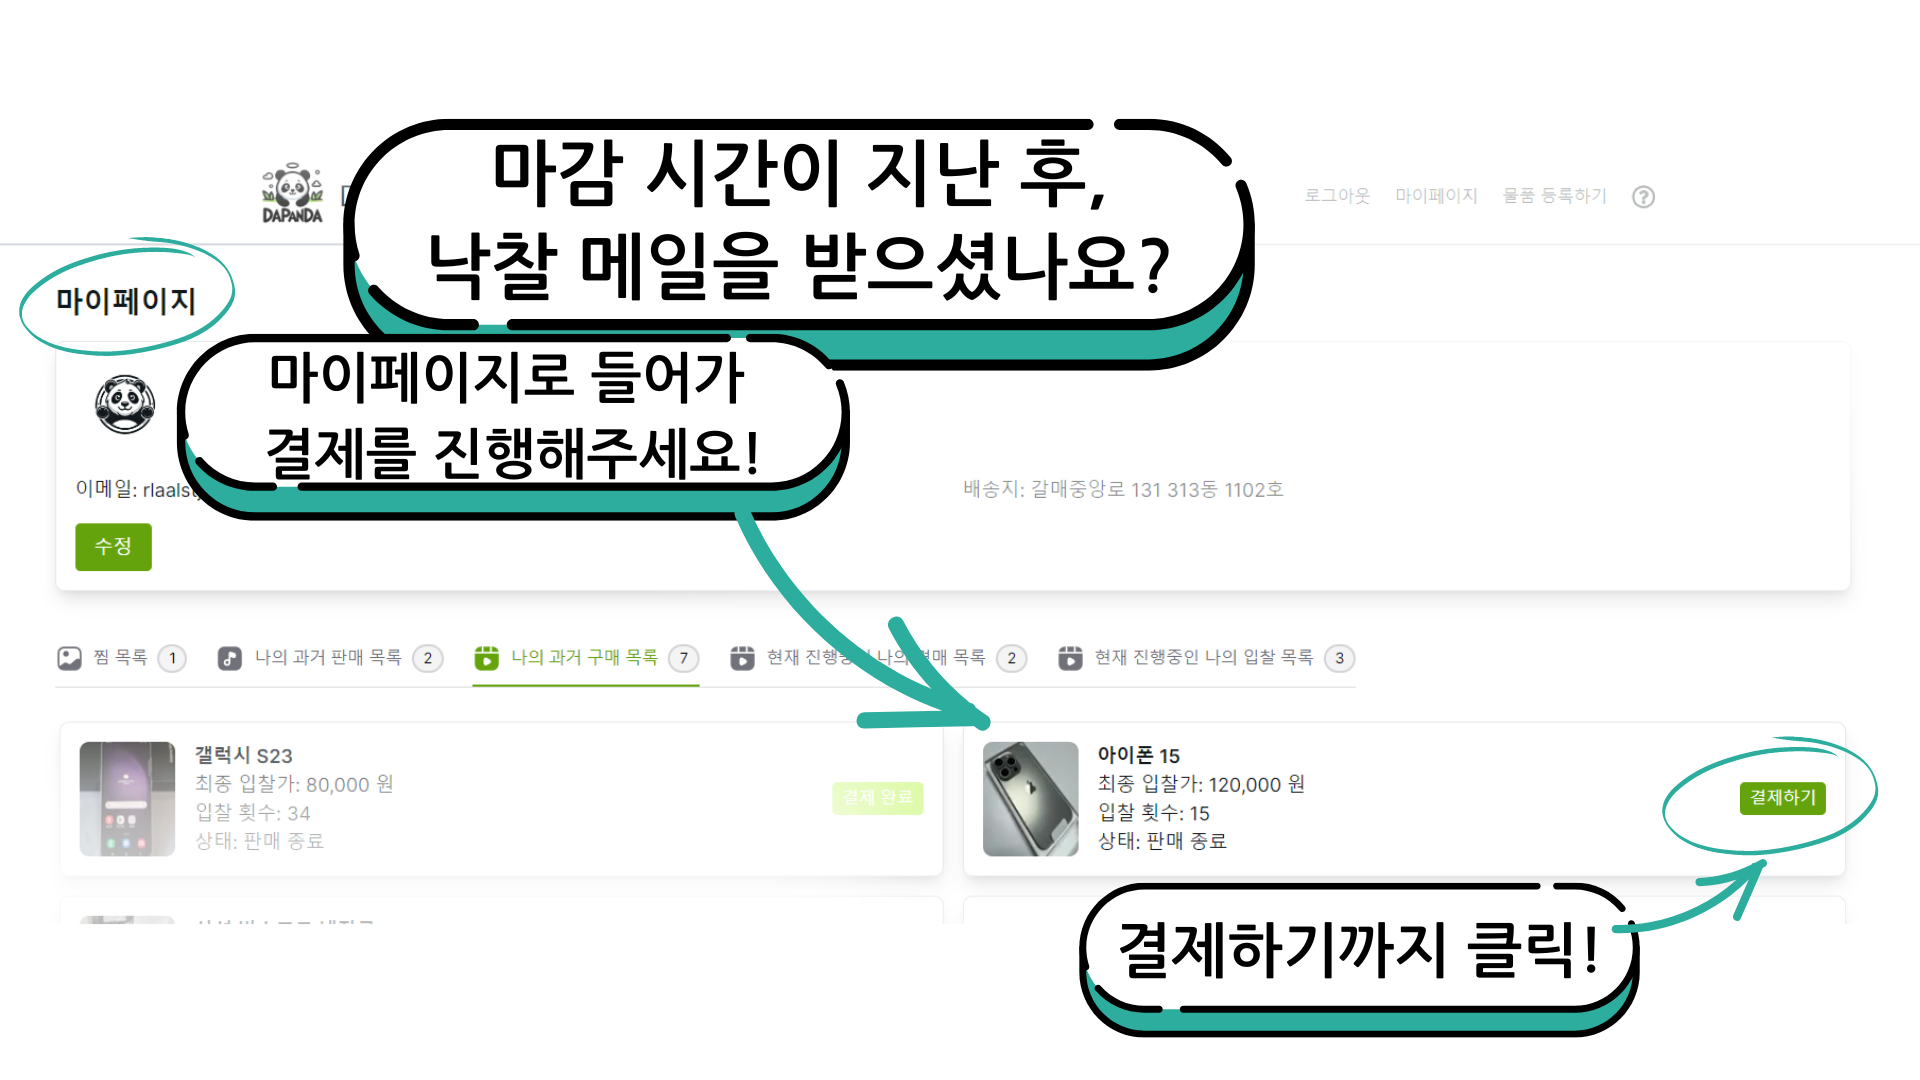 마감 시간이 지난 후,
낙찰 메일을 받으셨나요?
DAPANDA
로그아웃 마이페이지 물품 등록하기 ?
마이페이지
마이페이지로 들어가
결제를 진행해주세요!
이메일: rlaals
배송지: 갈매중앙로 131 313동 1102호
수정
찜 목록 1 나의 과거 판매 목록 2 나의 과거 구매 목록 7 현재 진행중인 나의 판매 목록 2 현재 진행중인 나의 입찰 목록 3
갤럭시 S23
최종 입찰가: 80,000 원
입찰 횟수: 34
상태: 판매 종료
결제 완료
아이폰 15
최종 입찰가: 120,000 원
입찰 횟수: 15
상태: 판매 종료
결제하기
결제하기까지 클릭!